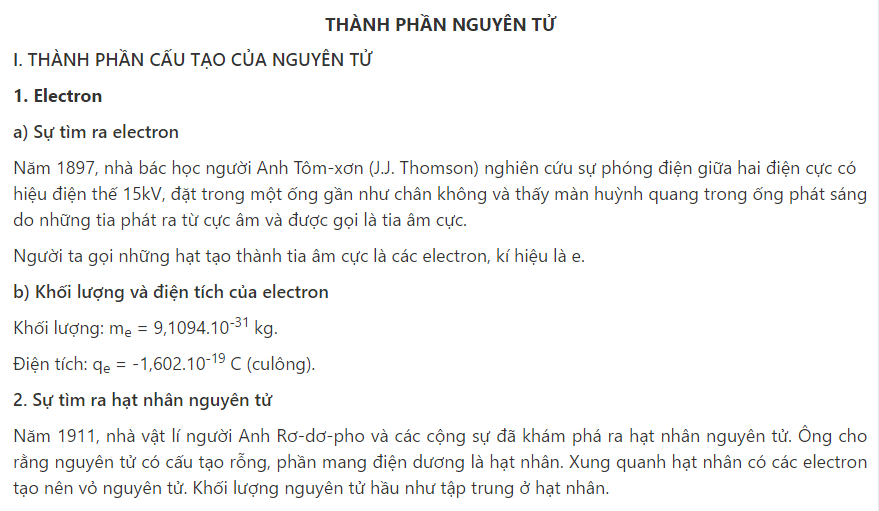 THÀNH PHẦN NGUYÊN TỬ
I. THÀNH PHẦN CẤU TẠO CỦA NGUYÊN TỬ
1. Electron
a) Sự tìm ra electron
Năm 1897, nhà bác học người Anh Tôm-xơn (J.J. Thomson) nghiên cứu sự phóng điện giữa hai điện cực có
hiệu điện thế 15kV, đặt trong một ống gần như chân không và thấy màn huỳnh quang trong ống phát sáng
do những tia phát ra từ cực âm và được gọi là tia âm cực.
Người ta gọi những hạt tạo thành tia âm cực là các electron, kí hiệu là e.
b) Khối lượng và điện tích của electron
Khối lượng: mₑ = 9,1094.10⁻³¹ kg.
Điện tích: qₑ = -1,602.10⁻¹⁹ C (culông).
2. Sự tìm ra hạt nhân nguyên tử
Năm 1911, nhà vật lí người Anh Rơ-dơ-pho và các cộng sự đã khám phá ra hạt nhân nguyên tử. Ông cho
rằng nguyên tử có cấu tạo rỗng, phần mang điện dương là hạt nhân. Xung quanh hạt nhân có các electron
tạo nên vỏ nguyên tử. Khối lượng nguyên tử hầu như tập trung ở hạt nhân.